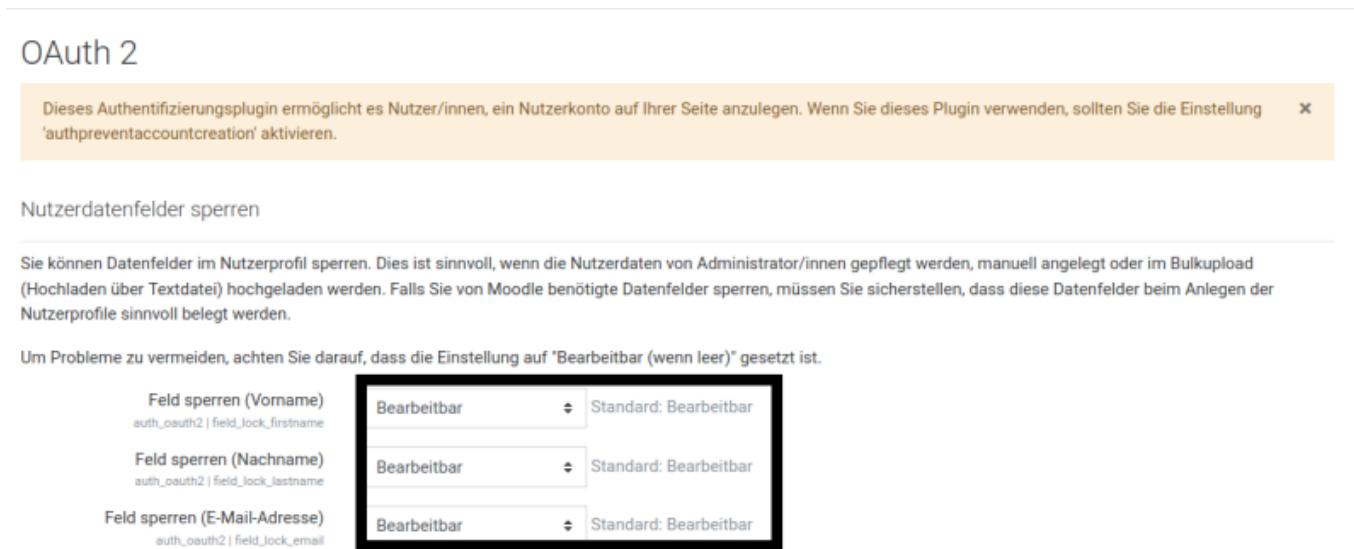 OAuth 2
Dieses Authentifizierungsplugin ermöglicht es Nutzer/innen, ein Nutzerkonto auf Ihrer Seite anzulegen. Wenn Sie dieses Plugin verwenden, sollten Sie die Einstellung ×
'authpreventaccountcreation' aktivieren.
Nutzerdatenfelder sperren
Sie können Datenfelder im Nutzerprofil sperren. Dies ist sinnvoll, wenn die Nutzerdaten von Administrator/innen gepflegt werden, manuell angelegt oder im Bulkupload
(Hochladen über Textdatei) hochgeladen werden. Falls Sie von Moodle benötigte Datenfelder sperren, müssen Sie sicherstellen, dass diese Datenfelder beim Anlegen der
Nutzerprofile sinnvoll belegt werden.
Um Probleme zu vermeiden, achten Sie darauf, dass die Einstellung auf "Bearbeitbar (wenn leer)" gesetzt ist.
Feld sperren (Vorname) Bearbeitbar Standard: Bearbeitbar
auth_oauth2 | field_lock_firstname
Feld sperren (Nachname) Bearbeitbar Standard: Bearbeitbar
auth_oauth2 | field_lock_lastname
Feld sperren (E-Mail-Adresse) Bearbeitbar Standard: Bearbeitbar
auth_oauth2 | field_lock_email